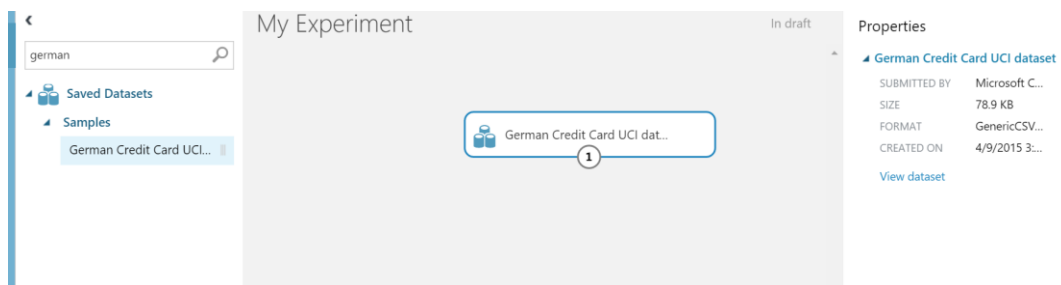 german
Saved Datasets
Samples
German Credit Card UCI...
My Experiment
In draft
German Credit Card UCI dat...
1
Properties
German Credit Card UCI dataset
SUBMITTED BY Microsoft C...
SIZE 78.9 KB
FORMAT GenericCSV...
CREATED ON 4/9/2015 3:...
View dataset